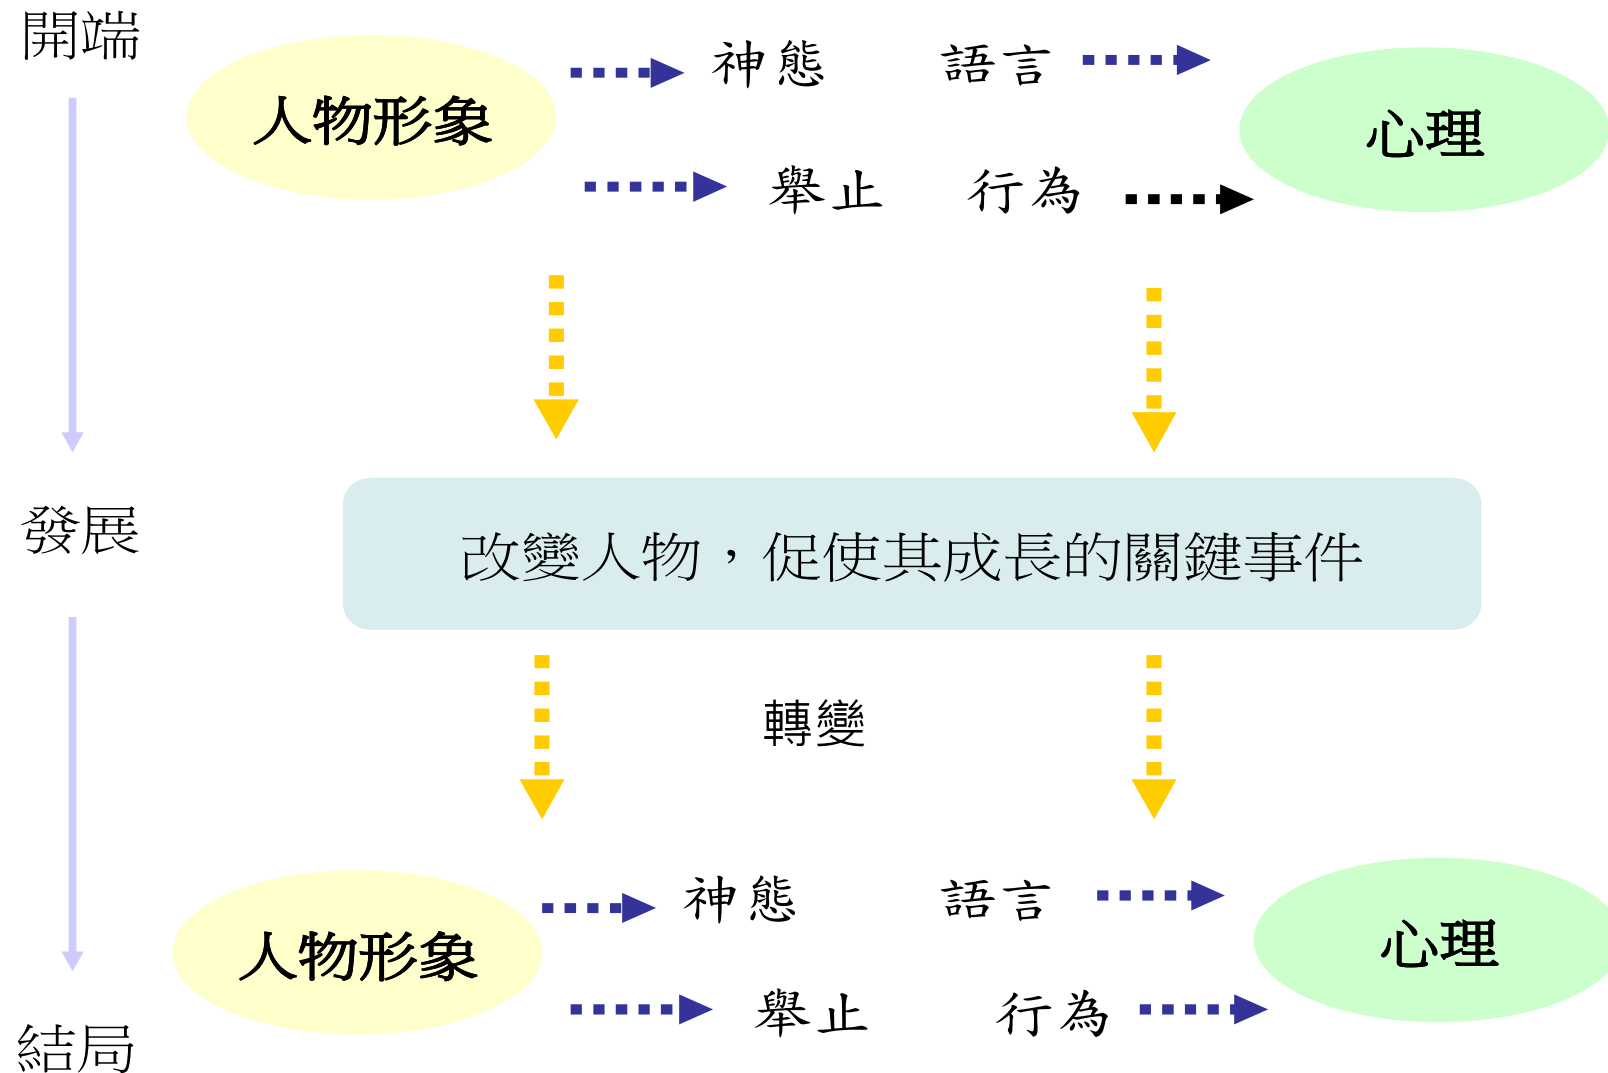 開端
人物形象
神態
語言
心理
舉止
行為
發展
改變人物，促使其成長的關鍵事件
轉變
人物形象
神態
語言
心理
舉止
行為
結局